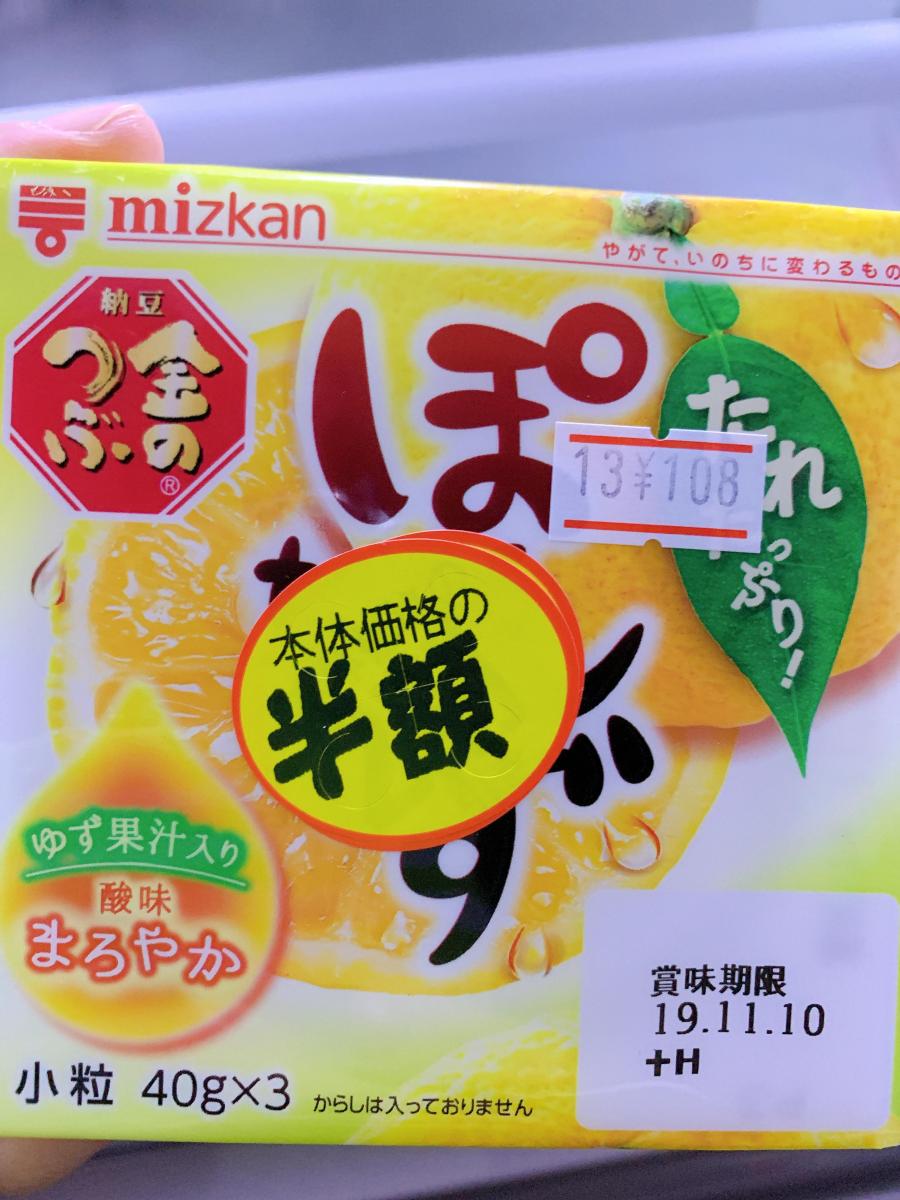 mizkan
やがて、いのちに変わるもの
納豆
金の
つぶ
®
ぽ
たれ
っぷり!
13¥108
本体価格の
半額
ず
ゆず果汁入り
酸味
まろやか
賞味期限
19.11.10
+H
小粒 40g×3 からしは入っておりません